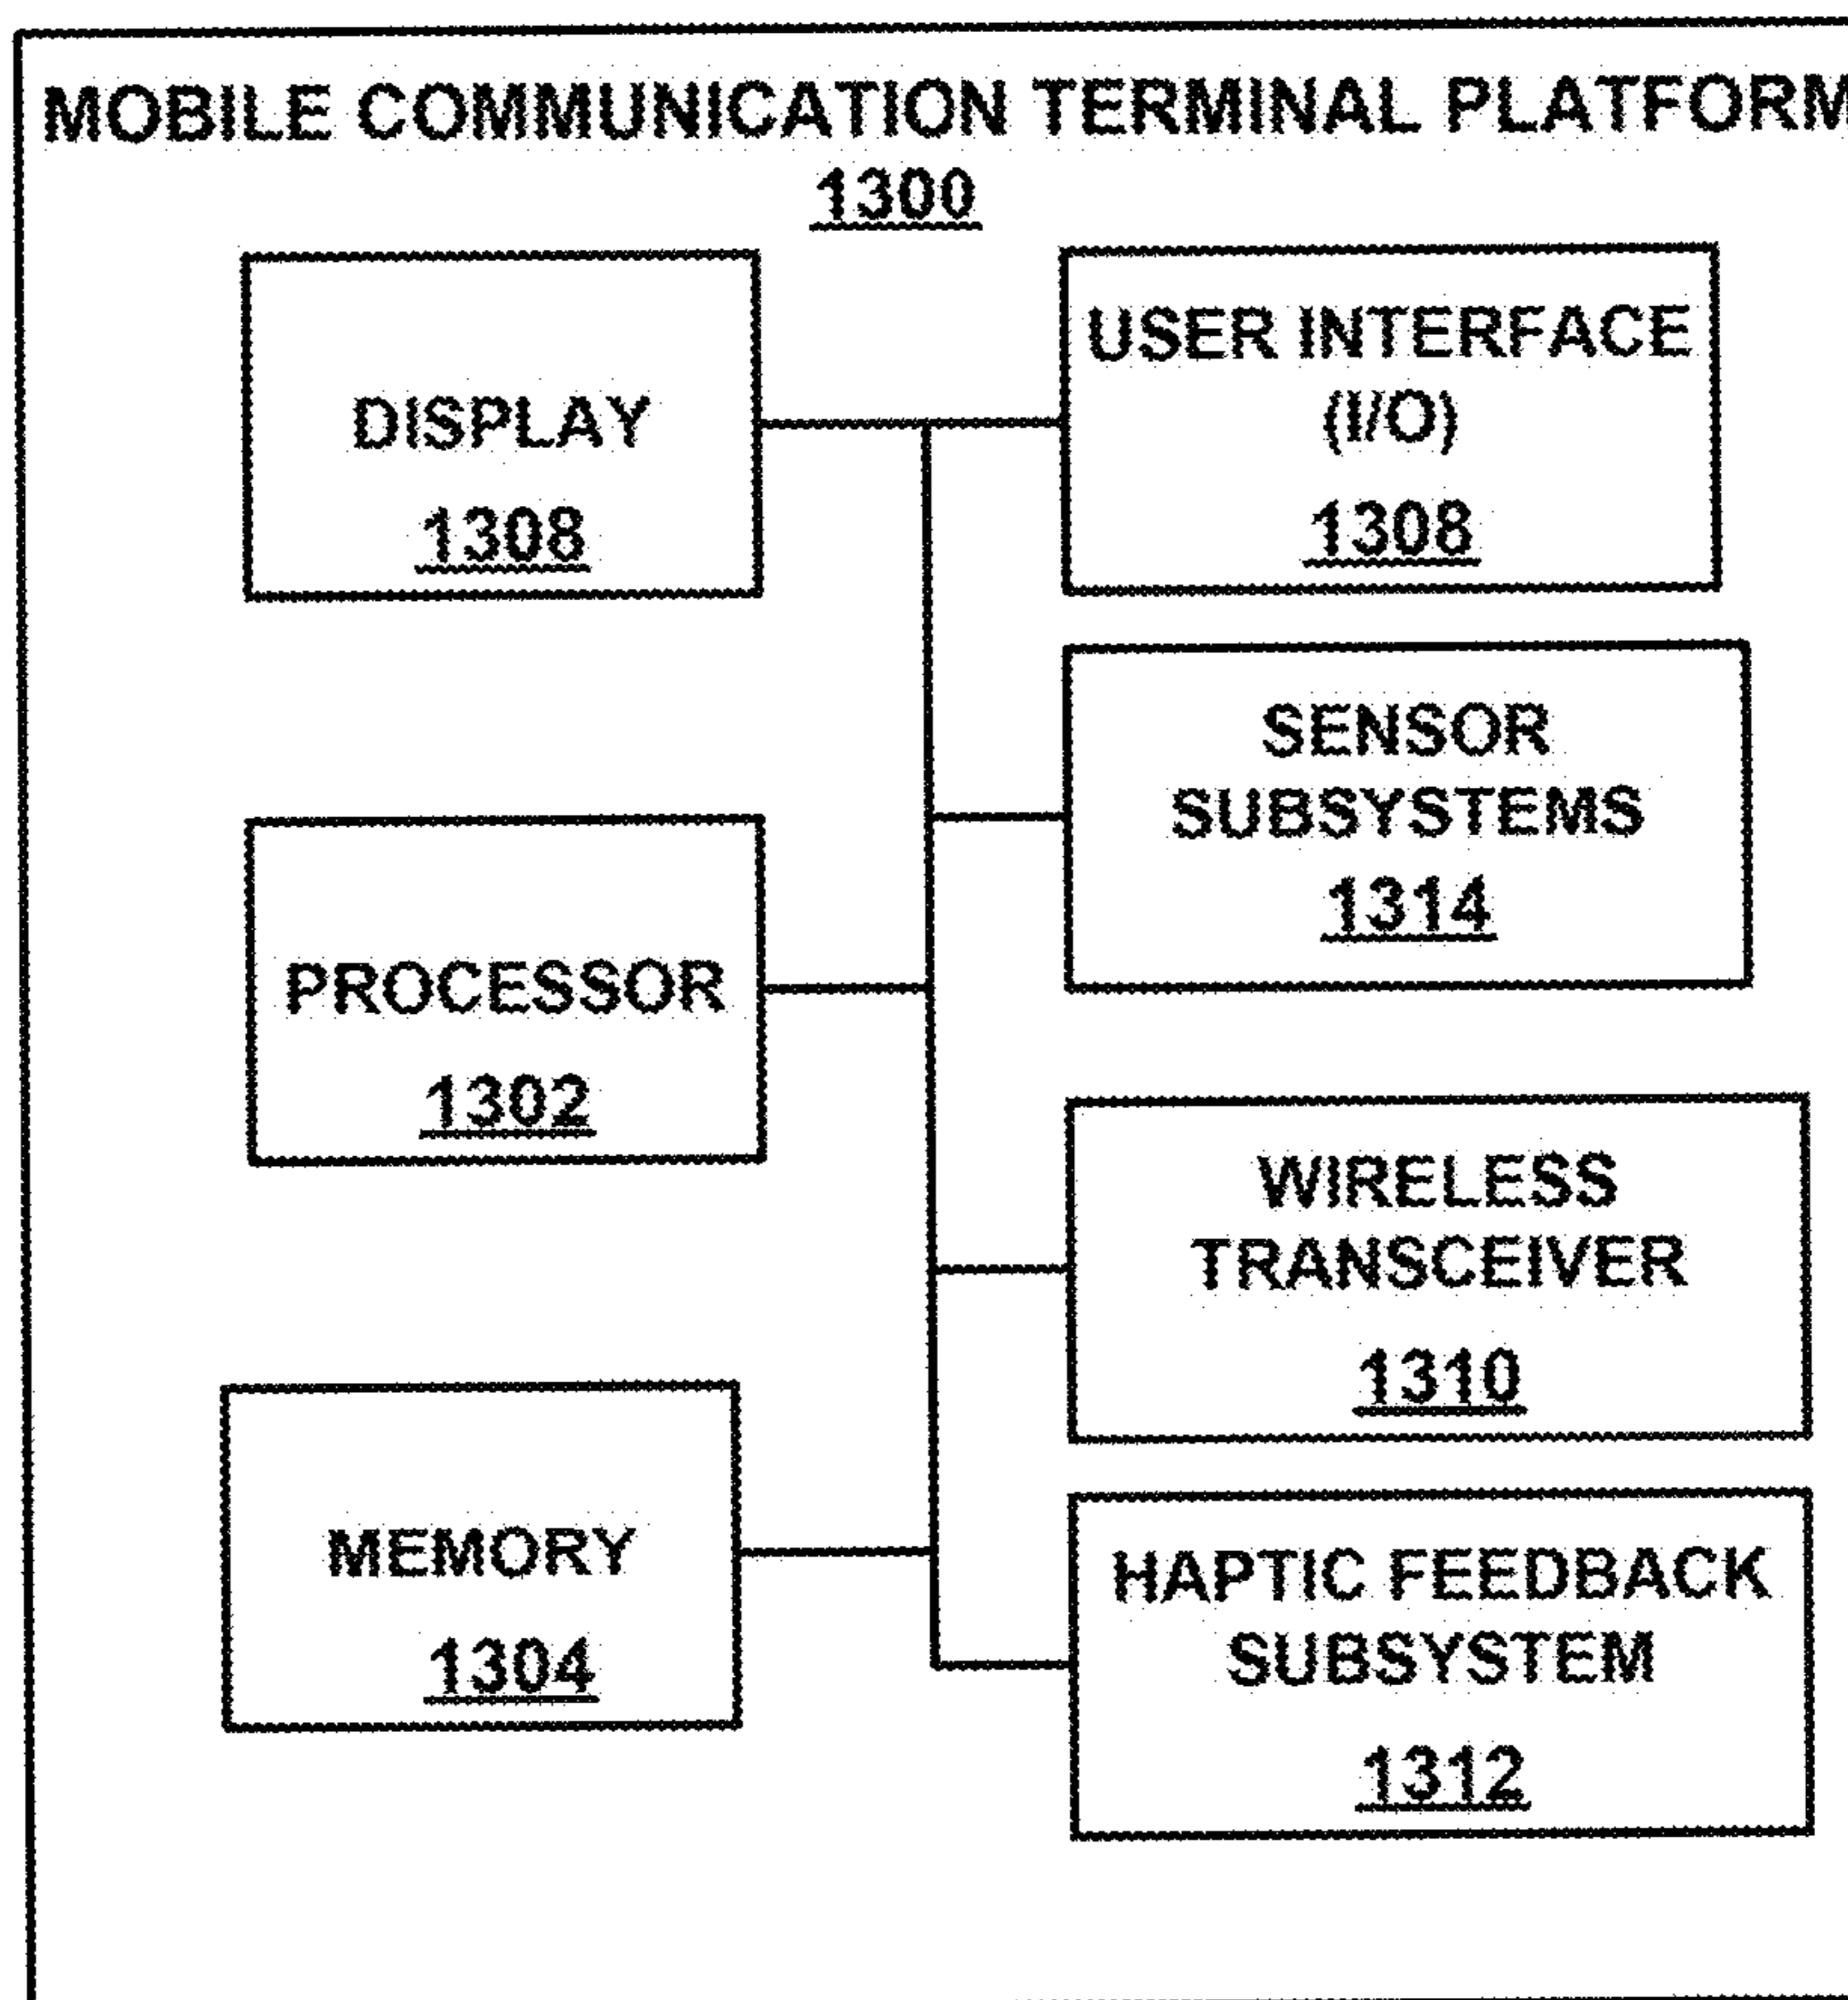 MOBILE COMMUNICATION TERMINAL PLATFORM
1300
DISPLAY
1308
USER INTERFACE
(I/O)
1308
SENSOR
SUBSYSTEMS
1314
PROCESSOR
1302
WIRELESS
TRANSCEIVER
1310
MEMORY
1304
HAPTIC FEEDBACK
SUBSYSTEM
1312